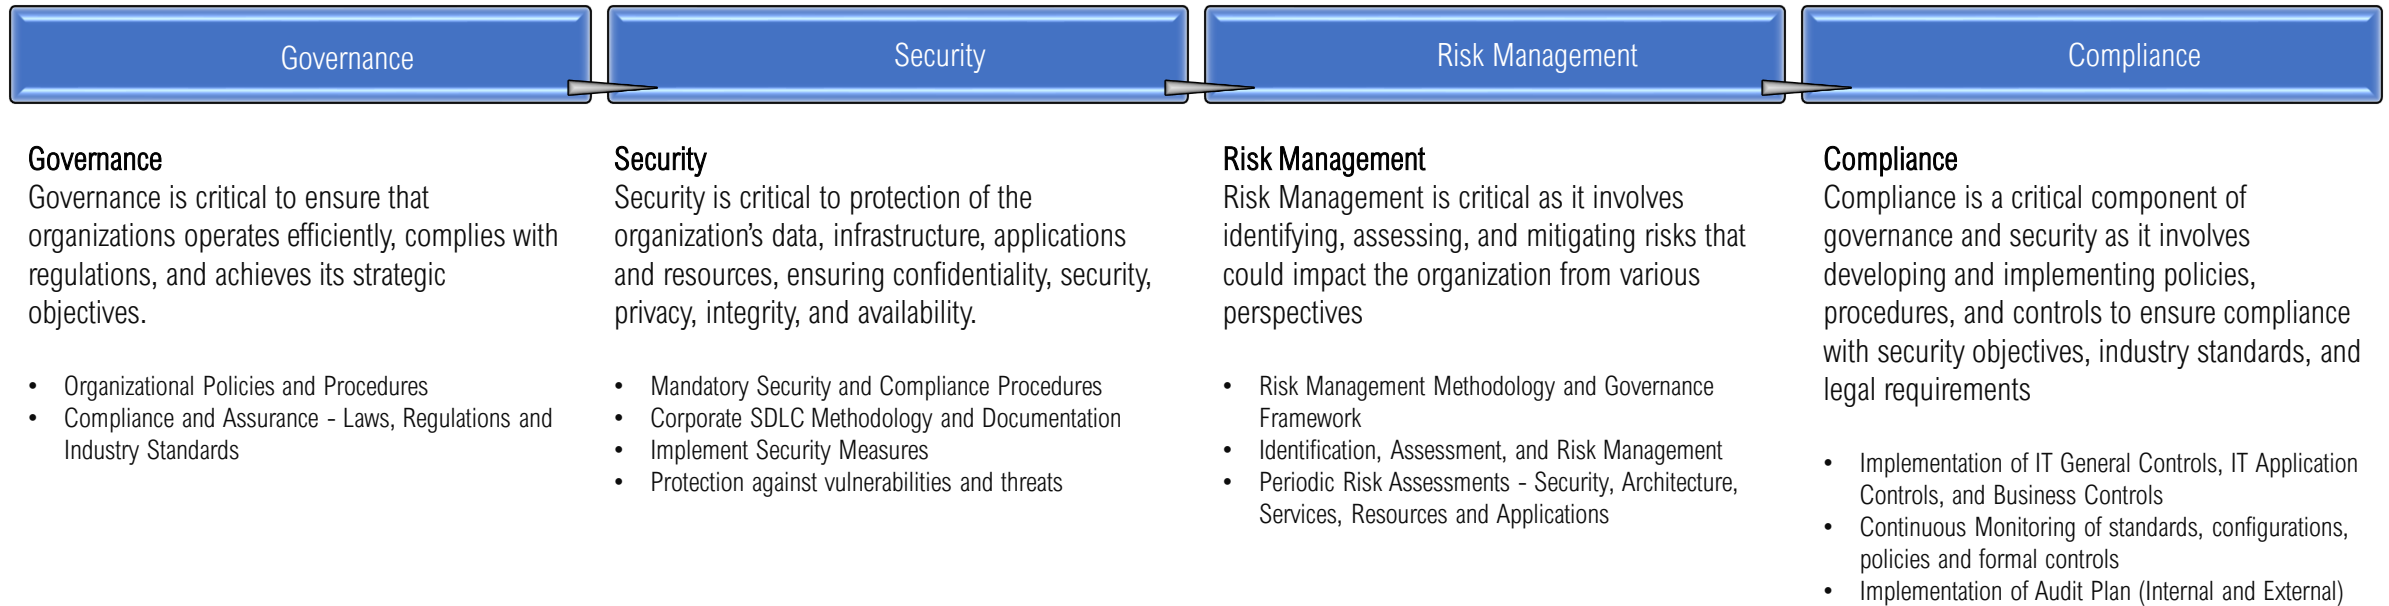 Governance
Security
Risk Management
Compliance
Governance
Governance is critical to ensure that
organizations operates efficiently, complies with
regulations, and achieves its strategic
objectives.
• Organizational Policies and Procedures
• Compliance and Assurance - Laws, Regulations and
Industry Standards
Security
Security is critical to protection of the
organization's data, infrastructure, applications
and resources, ensuring confidentiality, security,
privacy, integrity, and availability.
• Mandatory Security and Compliance Procedures
• Corporate SDLC Methodology and Documentation
• Implement Security Measures
• Protection against vulnerabilities and threats
Risk Management
Risk Management is critical as it involves
identifying, assessing, and mitigating risks that
could impact the organization from various
perspectives
• Risk Management Methodology and Governance
Framework
• Identification, Assessment, and Risk Management
• Periodic Risk Assessments - Security, Architecture,
Services, Resources and Applications
Compliance
Compliance is a critical component of
governance and security as it involves
developing and implementing policies,
procedures, and controls to ensure compliance
with security objectives, industry standards, and
legal requirements
• Implementation of IT General Controls, IT Application
Controls, and Business Controls
• Continuous Monitoring of standards, configurations,
policies and formal controls
• Implementation of Audit Plan (Internal and External)